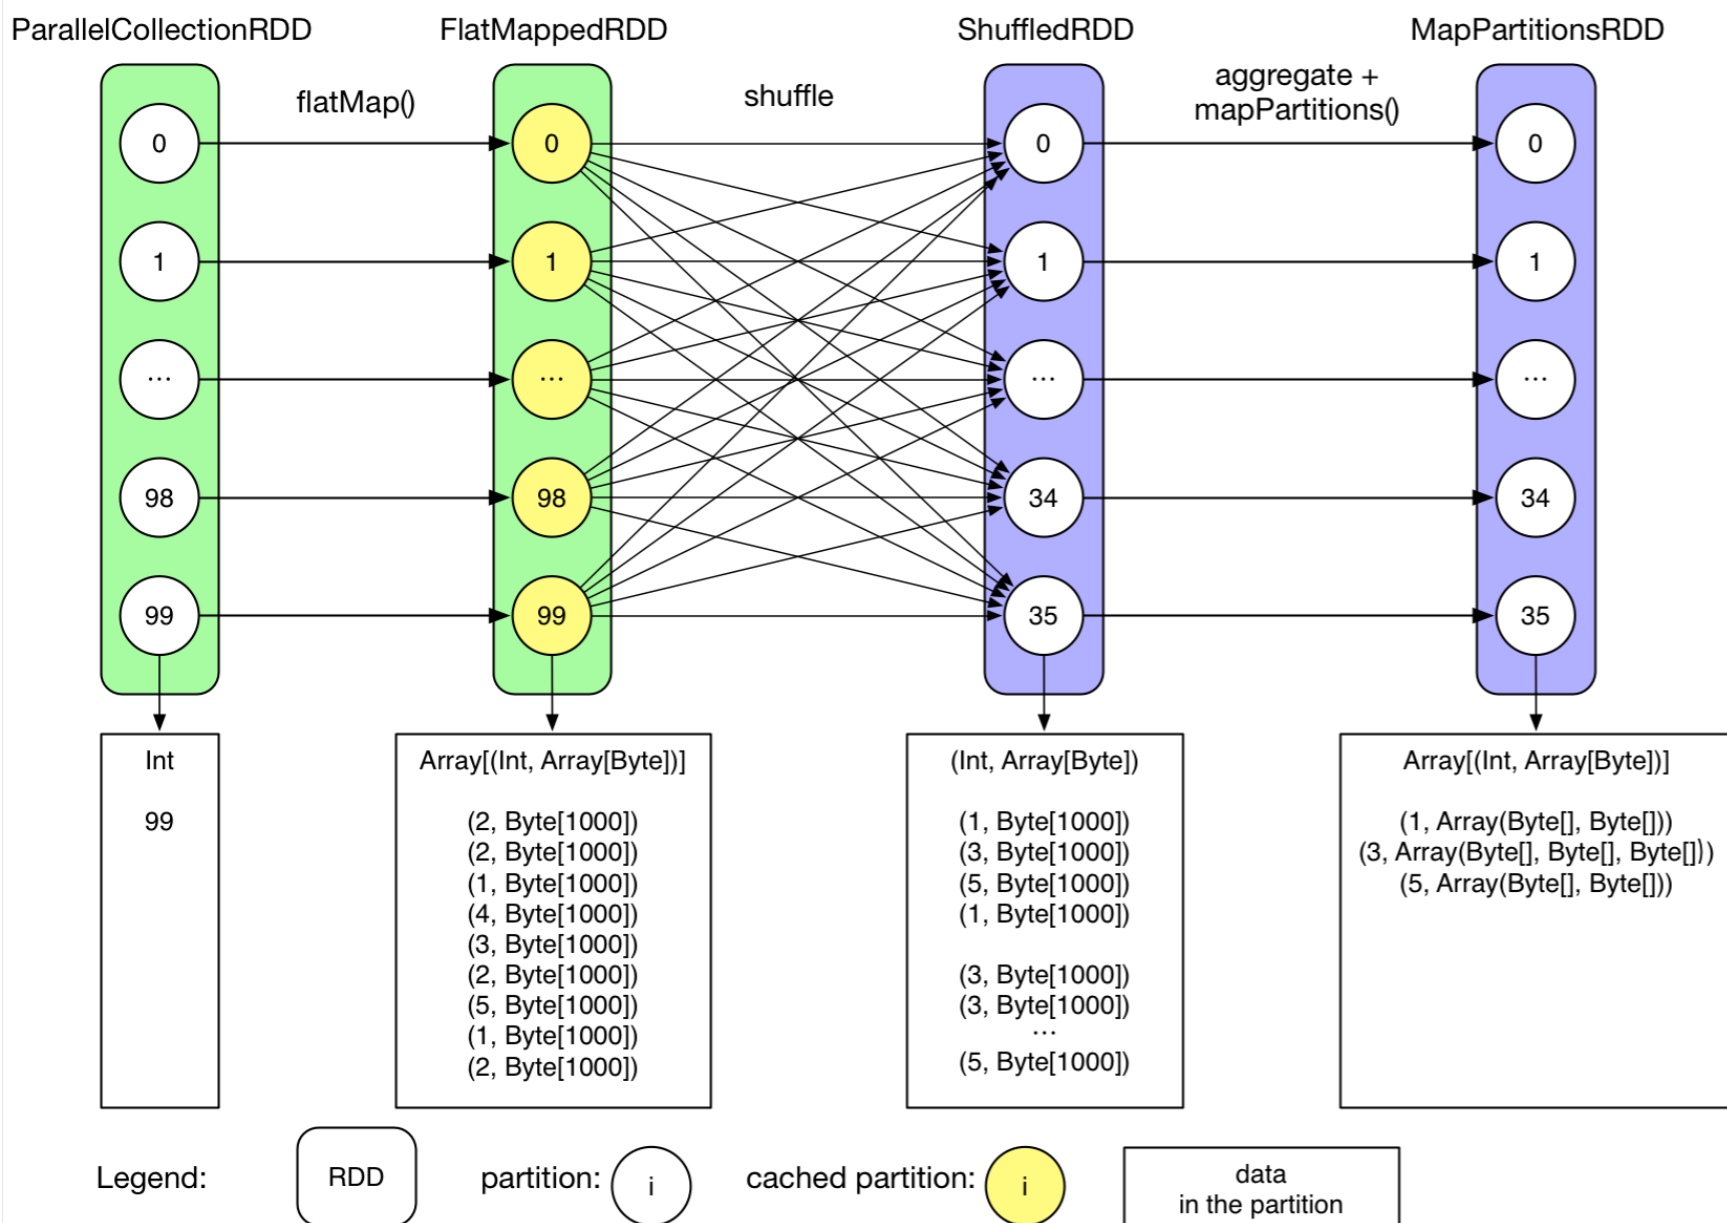 ParallelCollectionRDD
FlatMappedRDD
ShuffledRDD
MapPartitionsRDD
flatMap()
shuffle
aggregate +
mapPartitions()
0
0
0
0
1
1
1
1
...
...
...
...
98
98
34
34
99
99
35
35
Int
99
Array[(Int, Array[Byte])]
(2, Byte[1000])
(2, Byte[1000])
(1, Byte[1000])
(4, Byte[1000])
(3, Byte[1000])
(2, Byte[1000])
(5, Byte[1000])
(1, Byte[1000])
(2, Byte[1000])
(Int, Array[Byte])
(1, Byte[1000])
(3, Byte[1000])
(5, Byte[1000])
(1, Byte[1000])
(3, Byte[1000])
(3, Byte[1000])
...
(5, Byte[1000])
Array[(Int, Array[Byte])]
(1, Array(Byte[], Byte[]))
(3, Array(Byte[], Byte[], Byte[]))
(5, Array(Byte[], Byte[]))
Legend:
RDD
partition:
i
cached partition:
i
data
in the partition